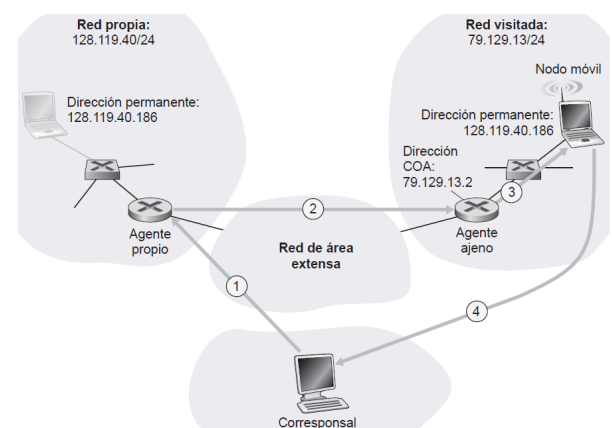 Red propia:
128.119.40/24
Red visitada:
79.129.13/24
Nodo móvil
Dirección permanente:
128.119.40.186
Dirección permanente:
128.119.40.186
Dirección
COA:
79.129.13.2
3
2
Agente
propio
Agente
ajeno
Red de área
extensa
1
4
Corresponsal